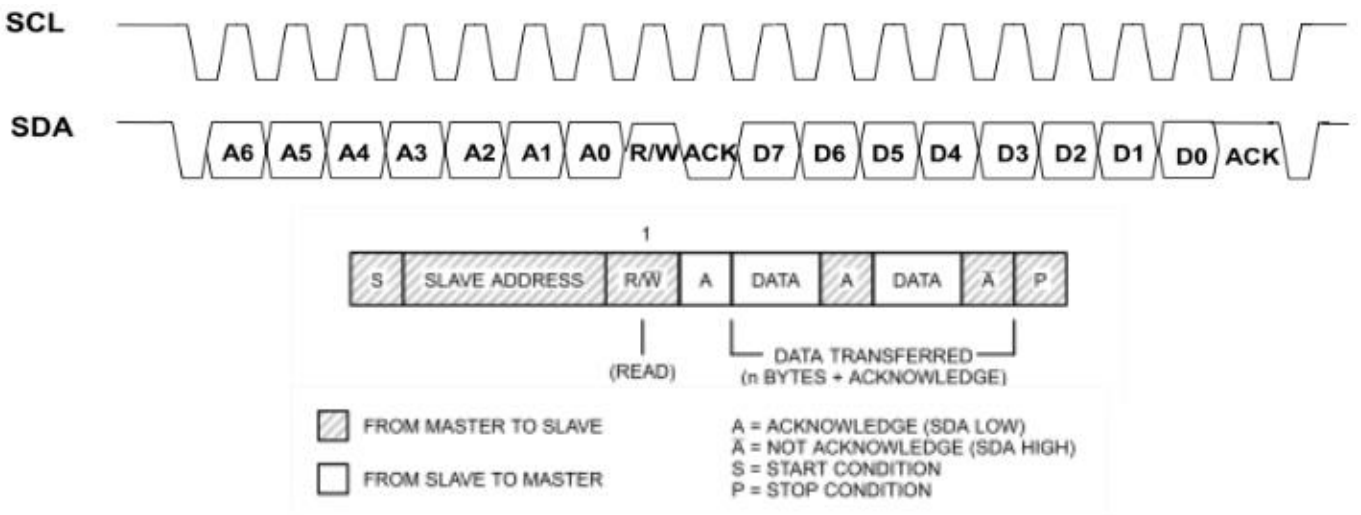 SCL
SDA
A6 A5 A4 A3 A2 A1 A0 R/W ACK D7 D6 D5 D4 D3 D2 D1 D0 ACK
1
S SLAVE ADDRESS R/W̅ A DATA A DATA A̅ P
(READ)
DATA TRANSFERRED
(n BYTES + ACKNOWLEDGE)
FROM MASTER TO SLAVE
FROM SLAVE TO MASTER
A = ACKNOWLEDGE (SDA LOW)
A̅ = NOT ACKNOWLEDGE (SDA HIGH)
S = START CONDITION
P = STOP CONDITION